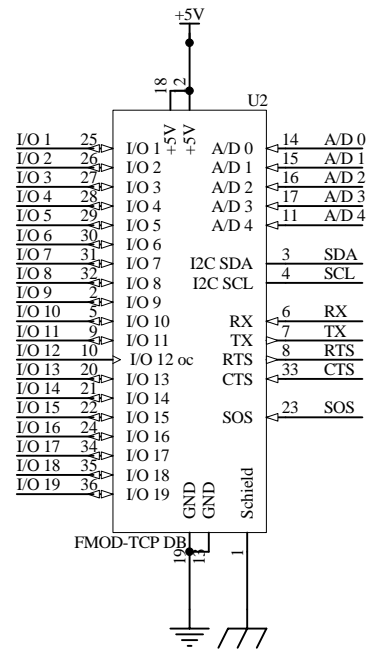 +5V
18
2
U2
+5V
+5V
I/O 1 25 I/O 1 A/D 0 14 A/D 0
I/O 2 26 I/O 2 A/D 1 15 A/D 1
I/O 3 27 I/O 3 A/D 2 16 A/D 2
I/O 4 28 I/O 4 A/D 3 17 A/D 3
I/O 5 29 I/O 5 A/D 4 11 A/D 4
I/O 6 30 I/O 6
I/O 7 31 I/O 7 I2C SDA 3 SDA
I/O 8 32 I/O 8 I2C SCL 4 SCL
I/O 9 2 I/O 9
I/O 10 5 I/O 10 RX 6 RX
I/O 11 9 I/O 11 TX 7 TX
I/O 12 10 I/O 12 oc RTS 8 RTS
I/O 13 20 I/O 13 CTS 33 CTS
I/O 14 21 I/O 14
I/O 15 22 I/O 15 SOS 23 SOS
I/O 16 24 I/O 16
I/O 17 34 I/O 17
I/O 18 35 I/O 18
I/O 19 36 I/O 19
GND
GND
Schield
FMOD-TCP DB
19
13
1